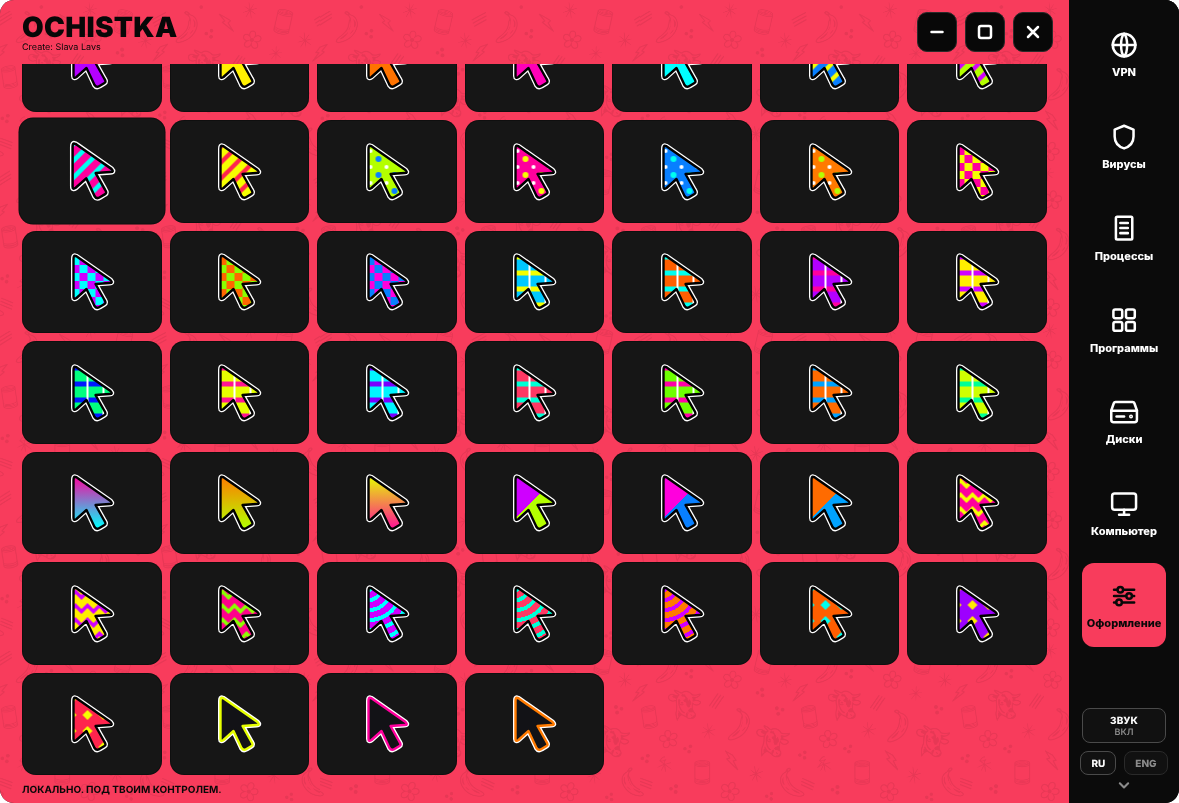 OCHISTKA
Create: Slava Lavs
VPN
Вирусы
Процессы
Программы
Диски
Компьютер
Оформление
ЗВУК
ВКЛ
RU ENG
ЛОКАЛЬНО. ПОД ТВОИМ КОНТРОЛЕМ.